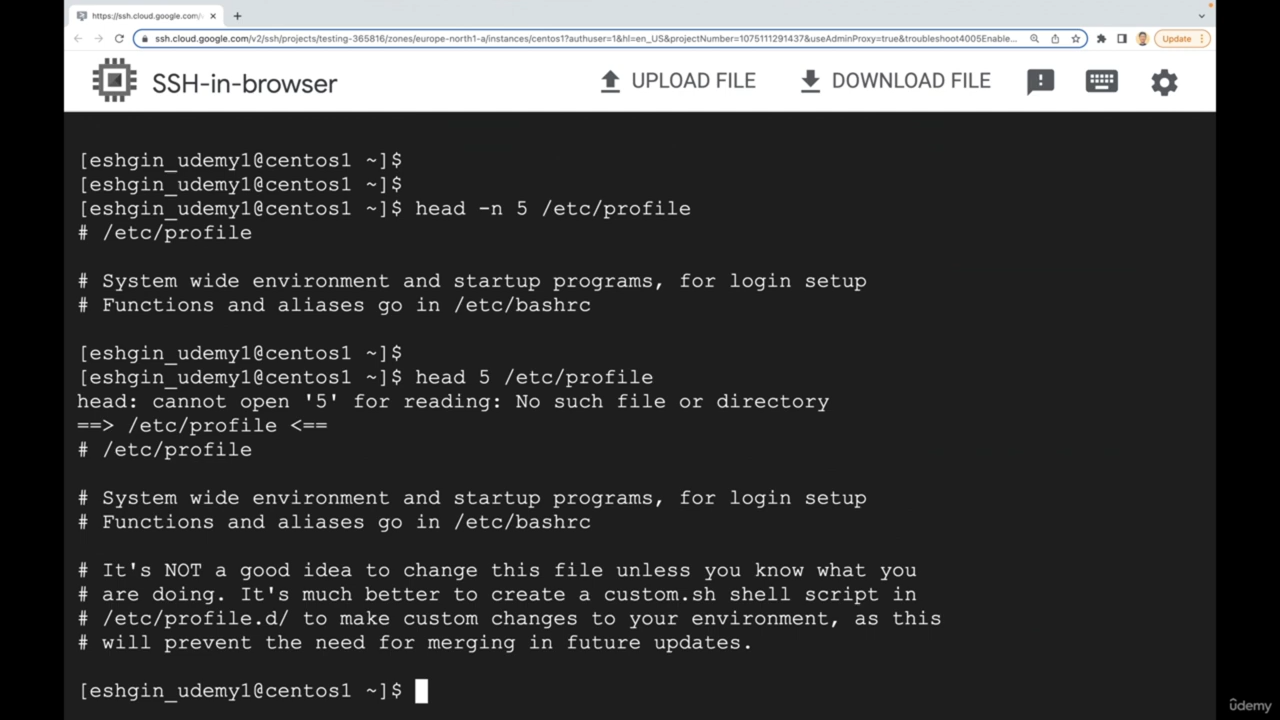 https://ssh.cloud.google.com/v
ssh.cloud.google.com/v2/ssh/projects/testing-365816/zones/europe-north1-a/instances/centos1?authuser=1&hl=en_US&projectNumber=1075111291437&useAdminProxy=true&troubleshoot4005Enable...
Update
SSH-in-browser
UPLOAD FILE
DOWNLOAD FILE
[eshgin_udemy1@centos1 ~]$
[eshgin_udemy1@centos1 ~]$
[eshgin_udemy1@centos1 ~]$ head -n 5 /etc/profile
# /etc/profile
# System wide environment and startup programs, for login setup
# Functions and aliases go in /etc/bashrc
[eshgin_udemy1@centos1 ~]$
[eshgin_udemy1@centos1 ~]$ head 5 /etc/profile
head: cannot open '5' for reading: No such file or directory
==> /etc/profile <==
# /etc/profile
# System wide environment and startup programs, for login setup
# Functions and aliases go in /etc/bashrc
# It's NOT a good idea to change this file unless you know what you
# are doing. It's much better to create a custom.sh shell script in
# /etc/profile.d/ to make custom changes to your environment, as this
# will prevent the need for merging in future updates.
[eshgin_udemy1@centos1 ~]$
ûdemy